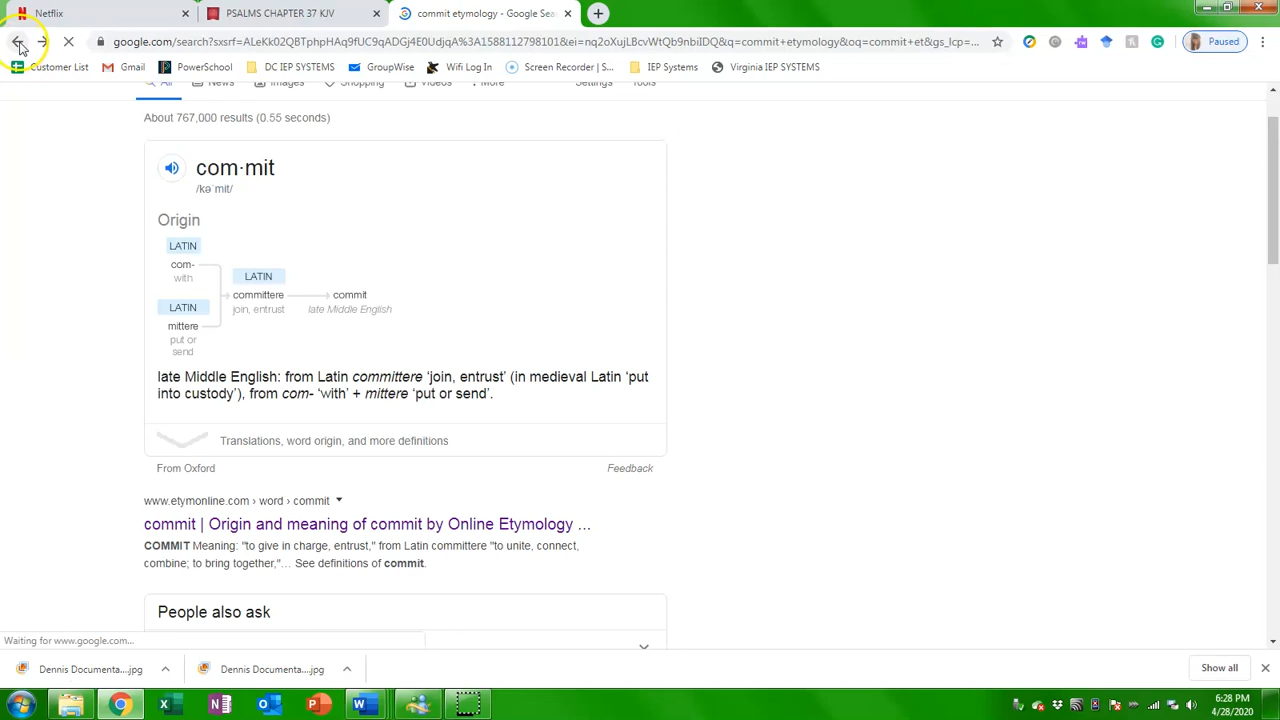 Netflix
PSALMS CHAPTER 37 KJV
commit etymology - Google Sea
google.com/search?sxsrf=ALeKk02QBTphpHAq9fUC9qADGj4E0UdjqA%3A1588112795101&ei=nq2oXujLBcvWtQb9nbiIDQ&q=commit+etymology&oq=commit+et&gs_lcp=...
Paused
Customer List
Gmail
PowerSchool
DC IEP SYSTEMS
GroupWise
Wifi Log In
Screen Recorder | S...
IEP Systems
Virginia IEP SYSTEMS
All
News
Images
Shopping
Videos
More
Settings
Tools
About 767,000 results (0.55 seconds)
com·mit
/kəˈmit/
Origin
LATIN
com-
with
LATIN
mittere
put or
send
LATIN
committere
join, entrust
commit
late Middle English
late Middle English: from Latin committere ‘join, entrust’ (in medieval Latin ‘put
into custody’), from com- ‘with’ + mittere ‘put or send’.
Translations, word origin, and more definitions
From Oxford
Feedback
www.etymonline.com › word › commit
commit | Origin and meaning of commit by Online Etymology ...
COMMIT Meaning: "to give in charge, entrust," from Latin committere "to unite, connect,
combine; to bring together,"… See definitions of commit.
People also ask
Waiting for www.google.com...
Dennis Documenta....jpg
Dennis Documenta....jpg
Show all
6:28 PM
4/28/2020